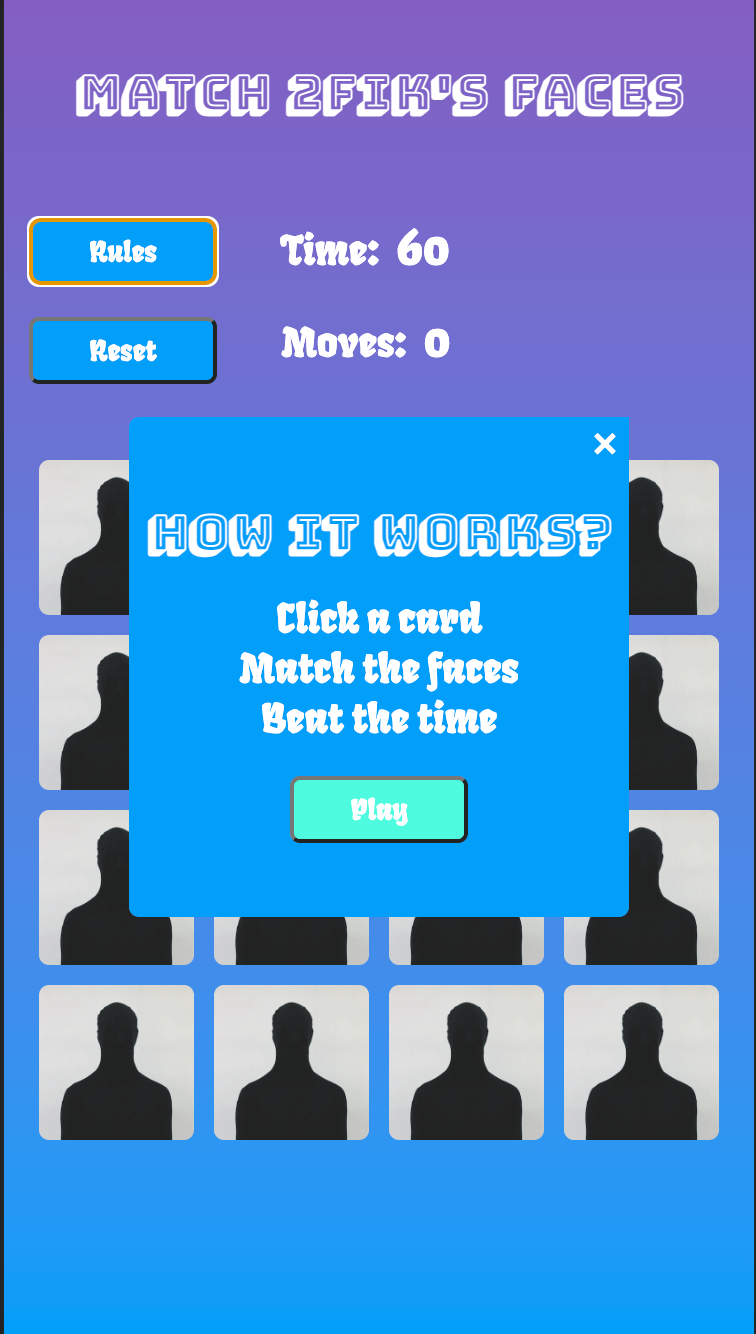 MATCH 2FIK'S FACES
Rules
Time: 60
Reset
Moves: 0
×
HOW IT WORKS?
Click a card
Match the faces
Beat the time
Play